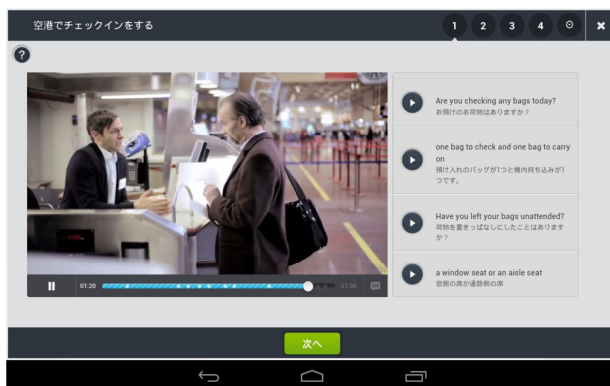 空港でチェックインをする
1 2 3 4
?
Are you checking any bags today?
お預けのお荷物はありますか？
one bag to check and one bag to carry
on
預け入れのバッグが1つと機内持ち込みが1
つです。
Have you left your bags unattended?
荷物を置きっぱなしにしたことはあります
か？
a window seat or an aisle seat
窓側の席か通路側の席
01:20
01:30
次へ